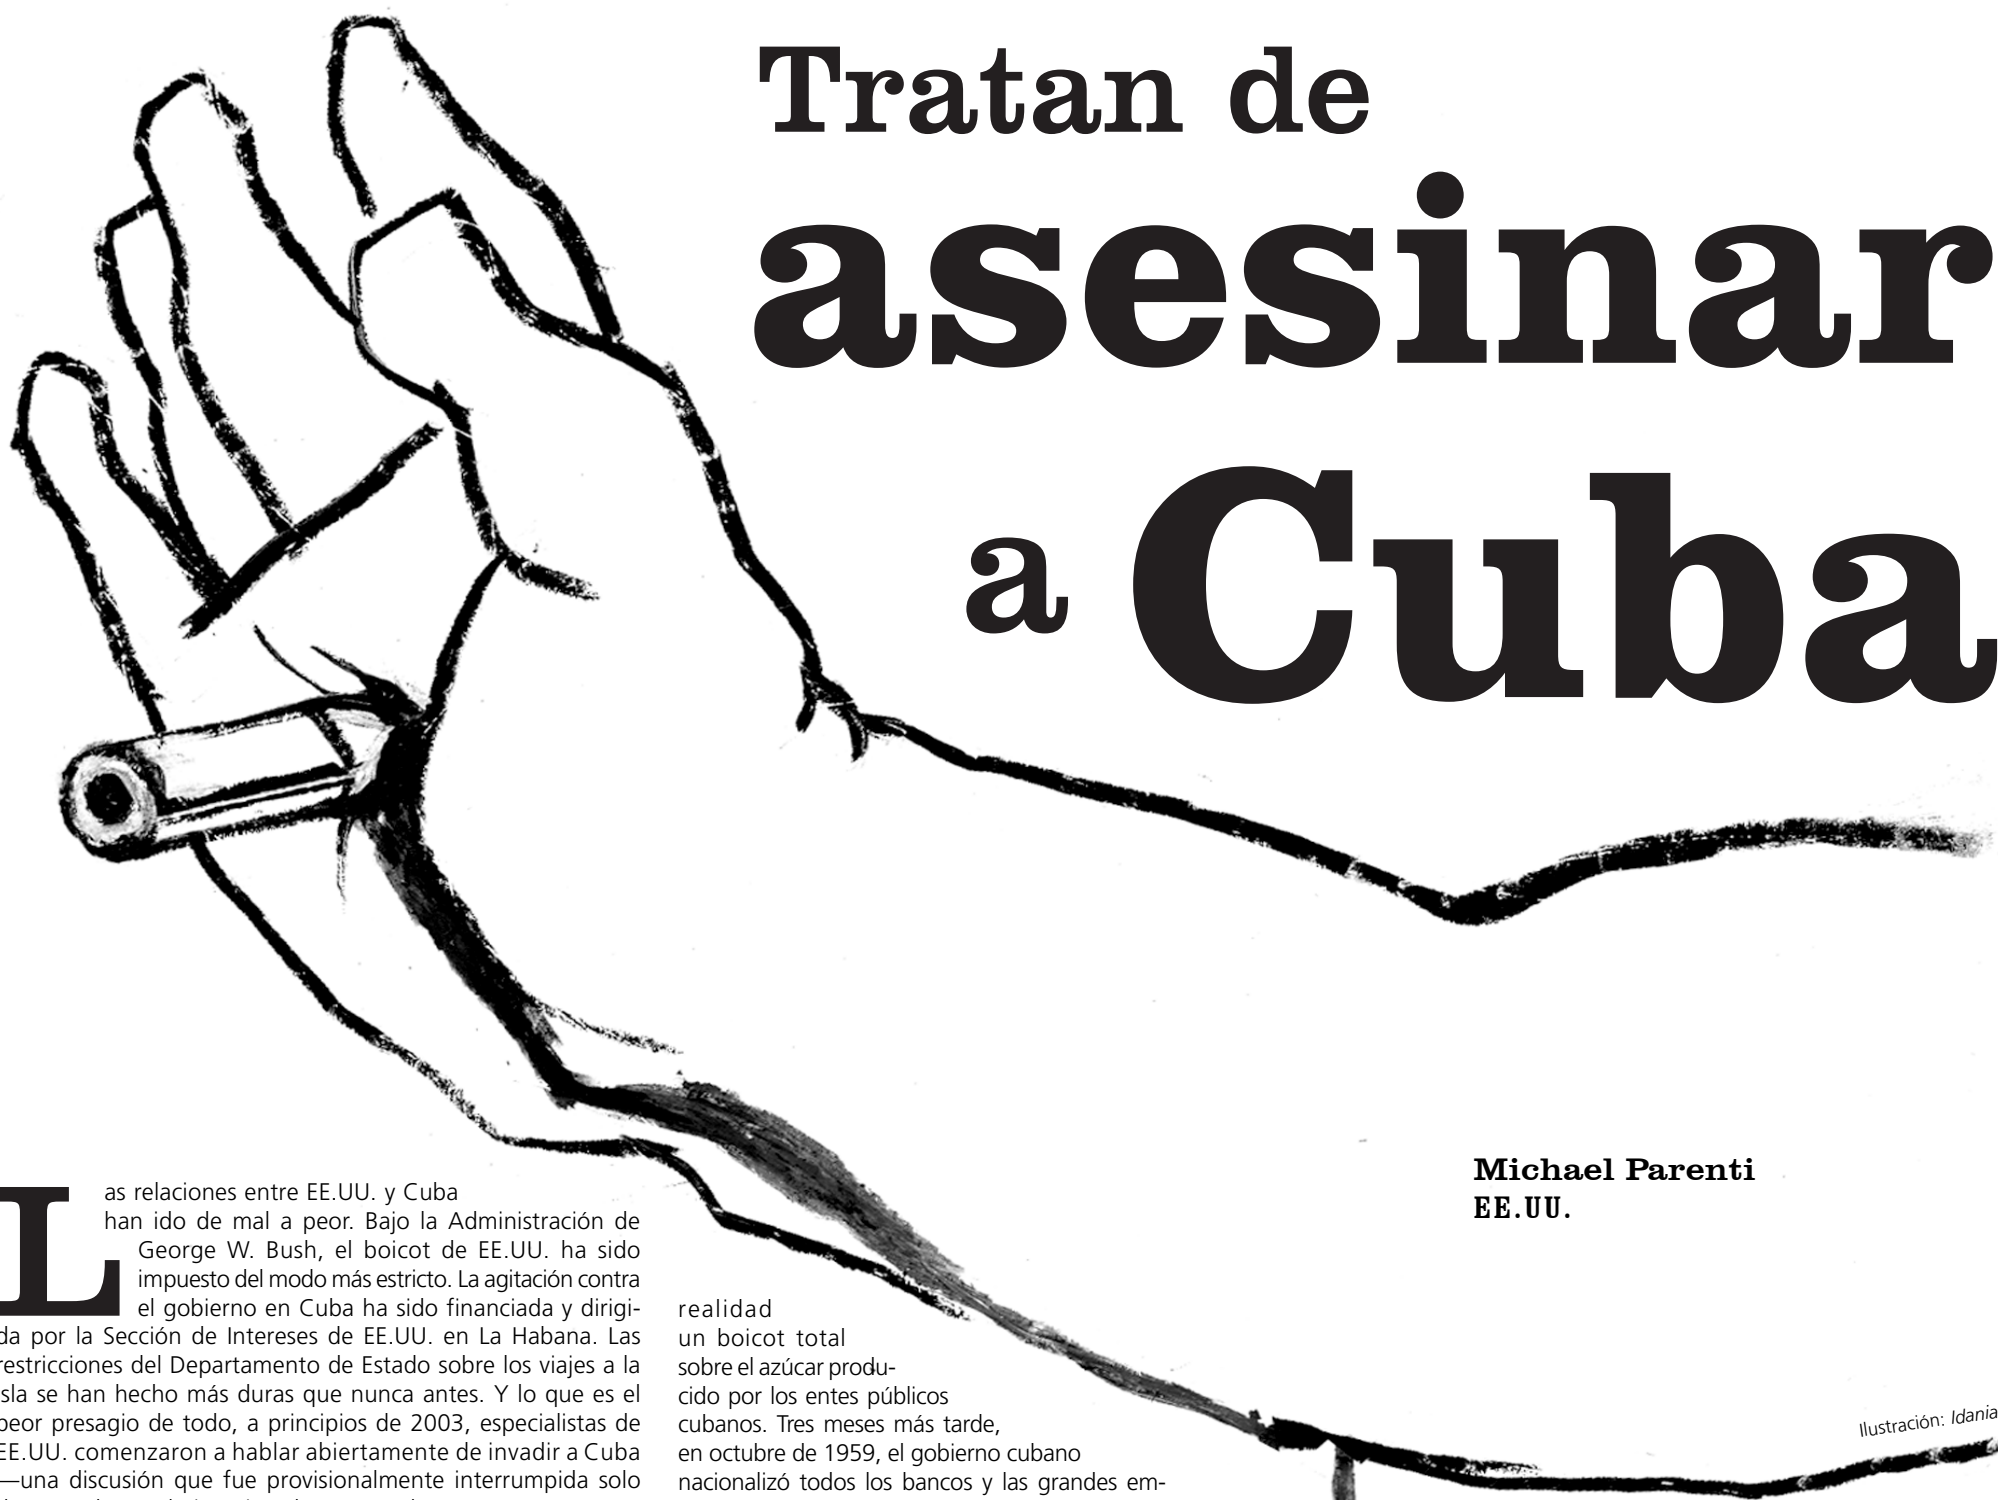 Tratan de
asesinar
a Cuba
Michael Parenti
EE.UU.
Las relaciones entre EE.UU. y Cuba
han ido de mal a peor. Bajo la Administración de
George W. Bush, el boicot de EE.UU. ha sido
impuesto del modo más estricto. La agitación contra
el gobierno en Cuba ha sido financiada y dirigi-
da por la Sección de Intereses de EE.UU. en La Habana. Las
restricciones del Departamento de Estado sobre los viajes a la
isla se han hecho más duras que nunca antes. Y lo que es el
peor presagio de todo, a principios de 2003, especialistas de
EE.UU. comenzaron a hablar abiertamente de invadir a Cuba
—una discusión que fue provisionalmente interrumpida solo
realidad
un boicot total
sobre el azúcar produ-
cido por los entes públicos
cubanos. Tres meses más tarde,
en octubre de 1959, el gobierno cubano
nacionalizó todos los bancos y las grandes em-
Ilustración: Idania